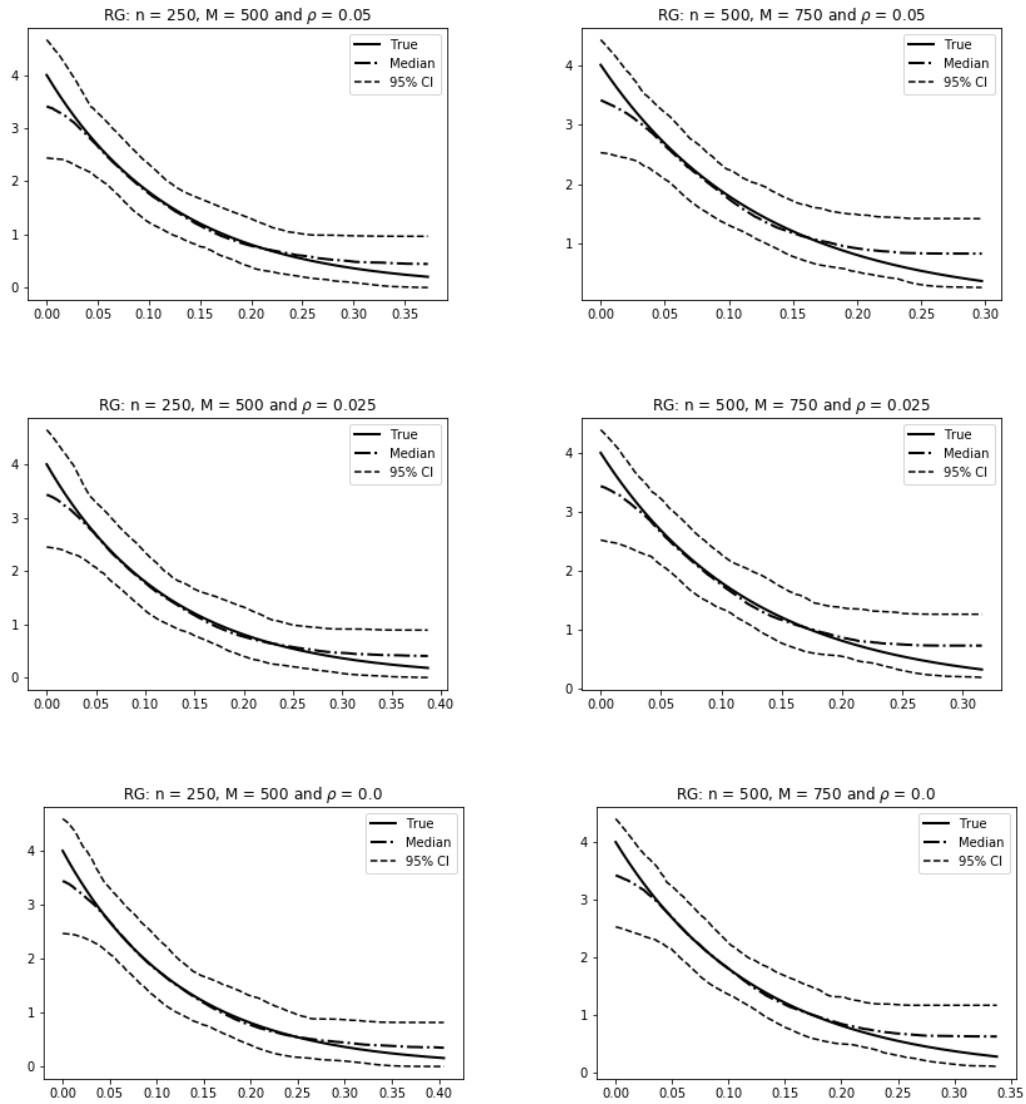 RG: n = 250, M = 500 and ρ = 0.05
True
Median
95% CI
4
3
2
1
0
0.00 0.05 0.10 0.15 0.20 0.25 0.30 0.35
RG: n = 500, M = 750 and ρ = 0.05
True
Median
95% CI
4
3
2
1
0.00 0.05 0.10 0.15 0.20 0.25 0.30
RG: n = 250, M = 500 and ρ = 0.025
True
Median
95% CI
4
3
2
1
0
0.00 0.05 0.10 0.15 0.20 0.25 0.30 0.35 0.40
RG: n = 500, M = 750 and ρ = 0.025
True
Median
95% CI
4
3
2
1
0
0.00 0.05 0.10 0.15 0.20 0.25 0.30
RG: n = 250, M = 500 and ρ = 0.0
True
Median
95% CI
4
3
2
1
0
0.00 0.05 0.10 0.15 0.20 0.25 0.30 0.35 0.40
RG: n = 500, M = 750 and ρ = 0.0
True
Median
95% CI
4
3
2
1
0
0.00 0.05 0.10 0.15 0.20 0.25 0.30 0.35